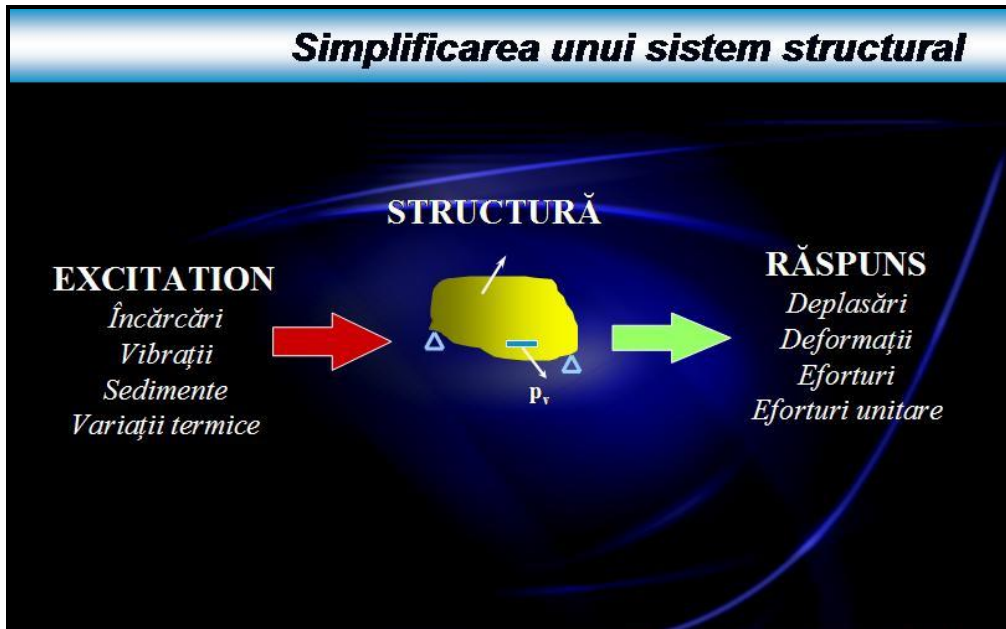 Simplificarea unui sistem structural
STRUCTURĂ
EXCITATION
Încărcări
Vibrații
Sedimente
Variații termice
pv
RĂSPUNS
Deplasări
Deformații
Eforturi
Eforturi unitare